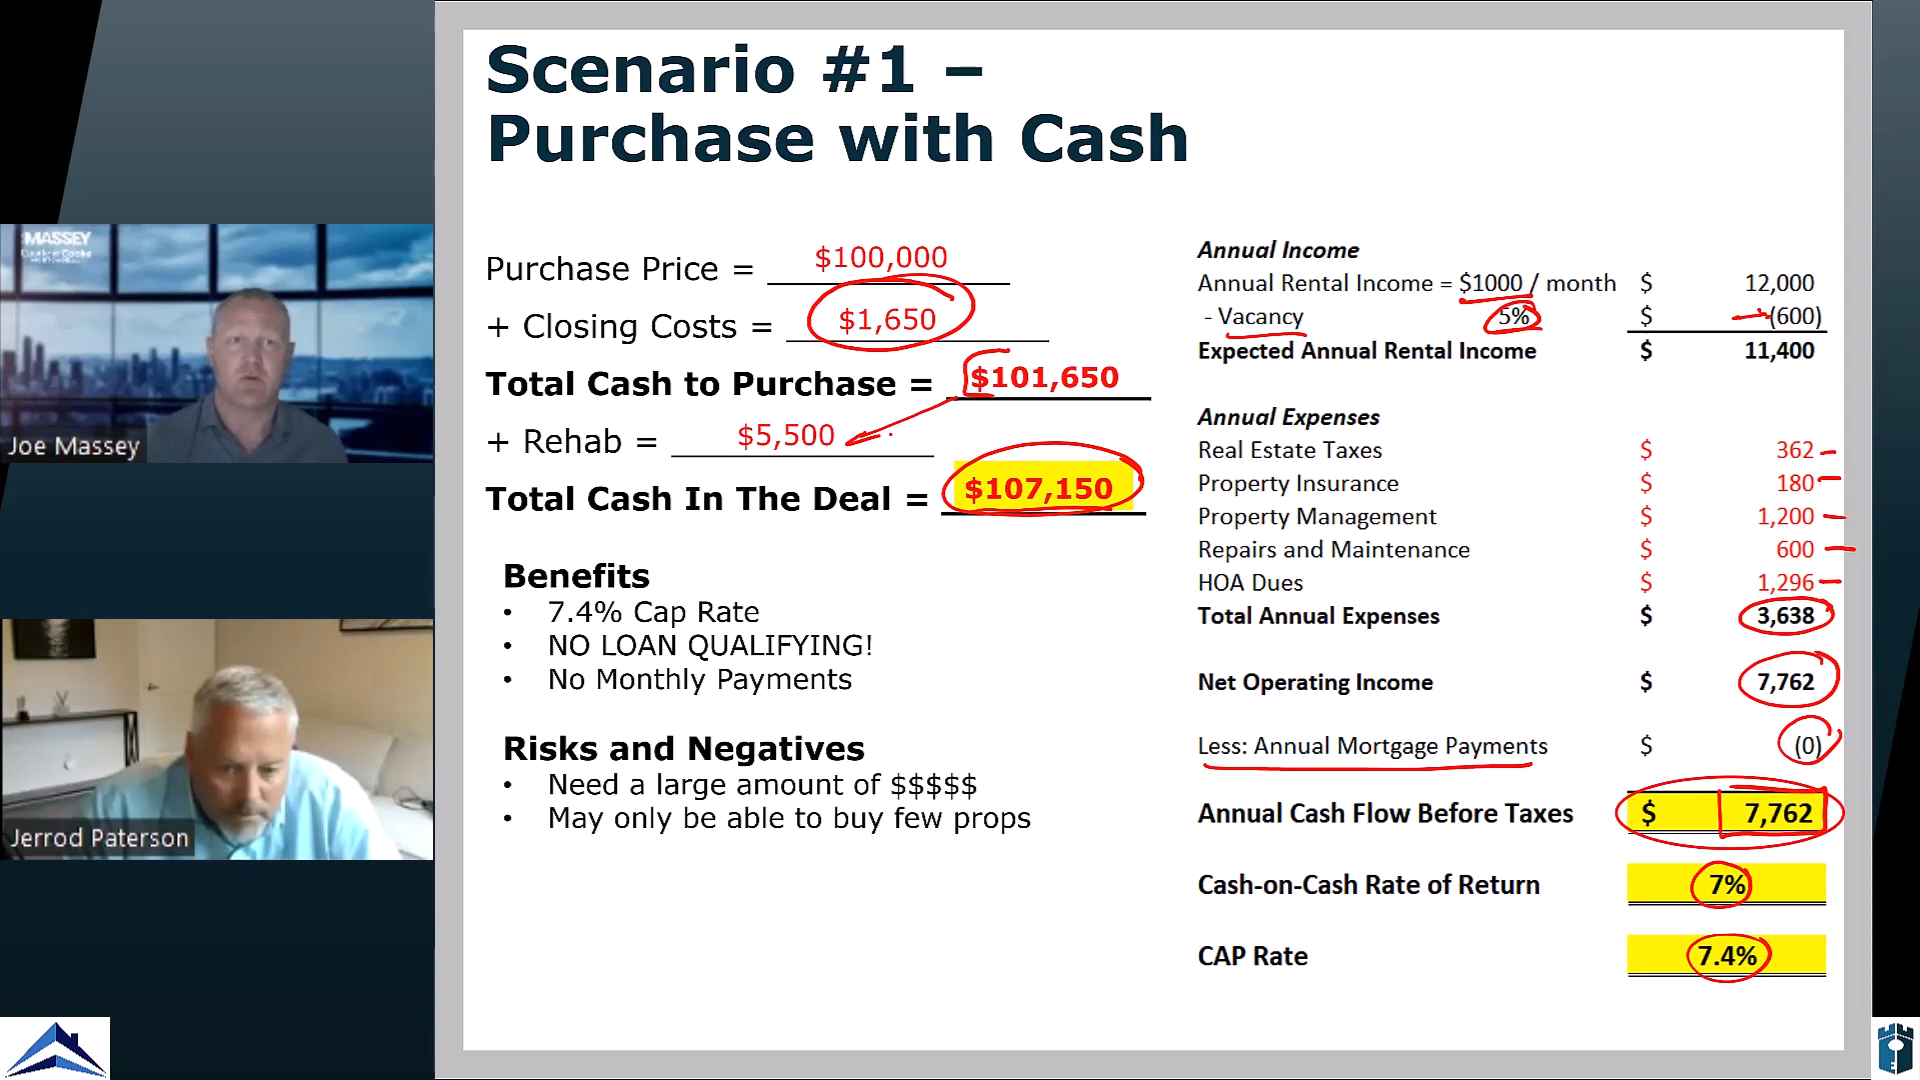 Scenario #1 –
Purchase with Cash
Purchase Price = $100,000
+ Closing Costs = $1,650
Total Cash to Purchase = $101,650
+ Rehab = $5,500
Total Cash In The Deal = $107,150
Benefits
• 7.4% Cap Rate
• NO LOAN QUALIFYING!
• No Monthly Payments
Risks and Negatives
• Need a large amount of $$$$$
• May only be able to buy few props
Annual Income
Annual Rental Income = $1000 / month $ 12,000
- Vacancy 5% $ (600)
Expected Annual Rental Income $ 11,400
Annual Expenses
Real Estate Taxes $ 362
Property Insurance $ 180
Property Management $ 1,200
Repairs and Maintenance $ 600
HOA Dues $ 1,296
Total Annual Expenses $ 3,638
Net Operating Income $ 7,762
Less: Annual Mortgage Payments $ (0)
Annual Cash Flow Before Taxes $ 7,762
Cash-on-Cash Rate of Return 7%
CAP Rate 7.4%
MASSEY
Joe Massey
Jerrod Paterson